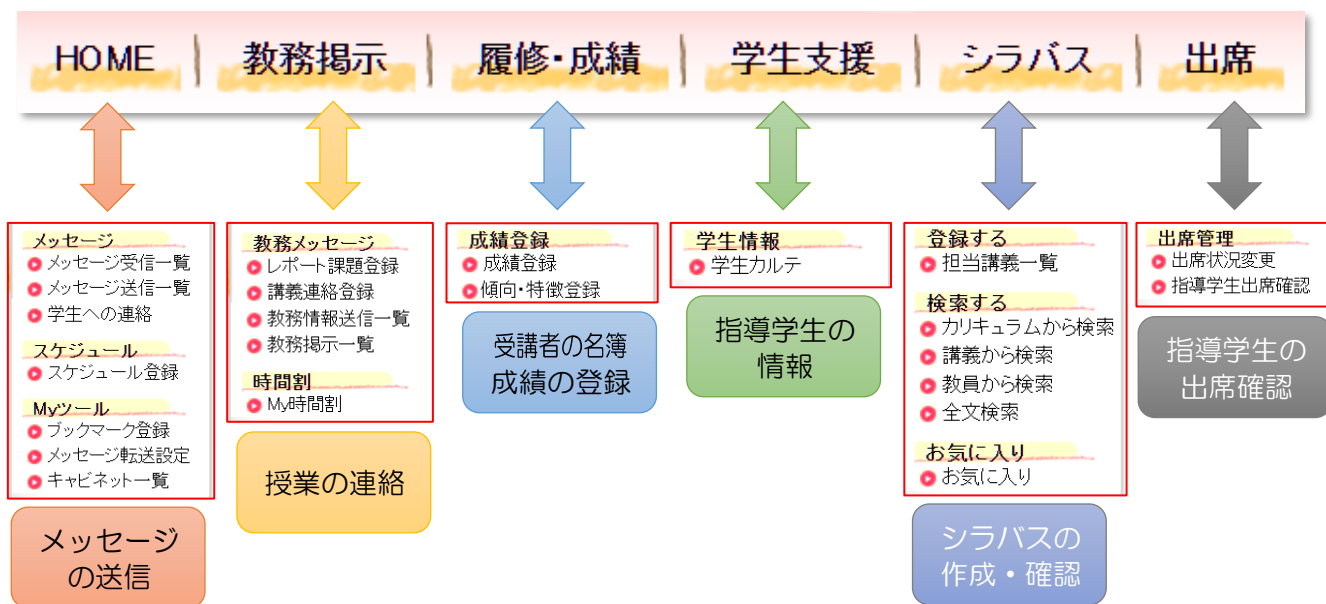 HOME
教務掲示
履修・成績
学生支援
シラバス
出席
メッセージ
メッセージ受信一覧
メッセージ送信一覧
学生への連絡
スケジュール
スケジュール登録
Myツール
ブックマーク登録
メッセージ転送設定
キャビネット一覧
メッセージ
の送信
教務メッセージ
レポート課題登録
講義連絡登録
教務情報送信一覧
教務掲示一覧
時間割
My時間割
授業の連絡
成績登録
成績登録
傾向・特徴登録
受講者の名簿
成績の登録
学生情報
学生カルテ
指導学生の
情報
登録する
担当講義一覧
検索する
カリキュラムから検索
講義から検索
教員から検索
全文検索
お気に入り
お気に入り
シラバスの
作成・確認
出席管理
出席状況変更
指導学生出席確認
指導学生の
出席確認